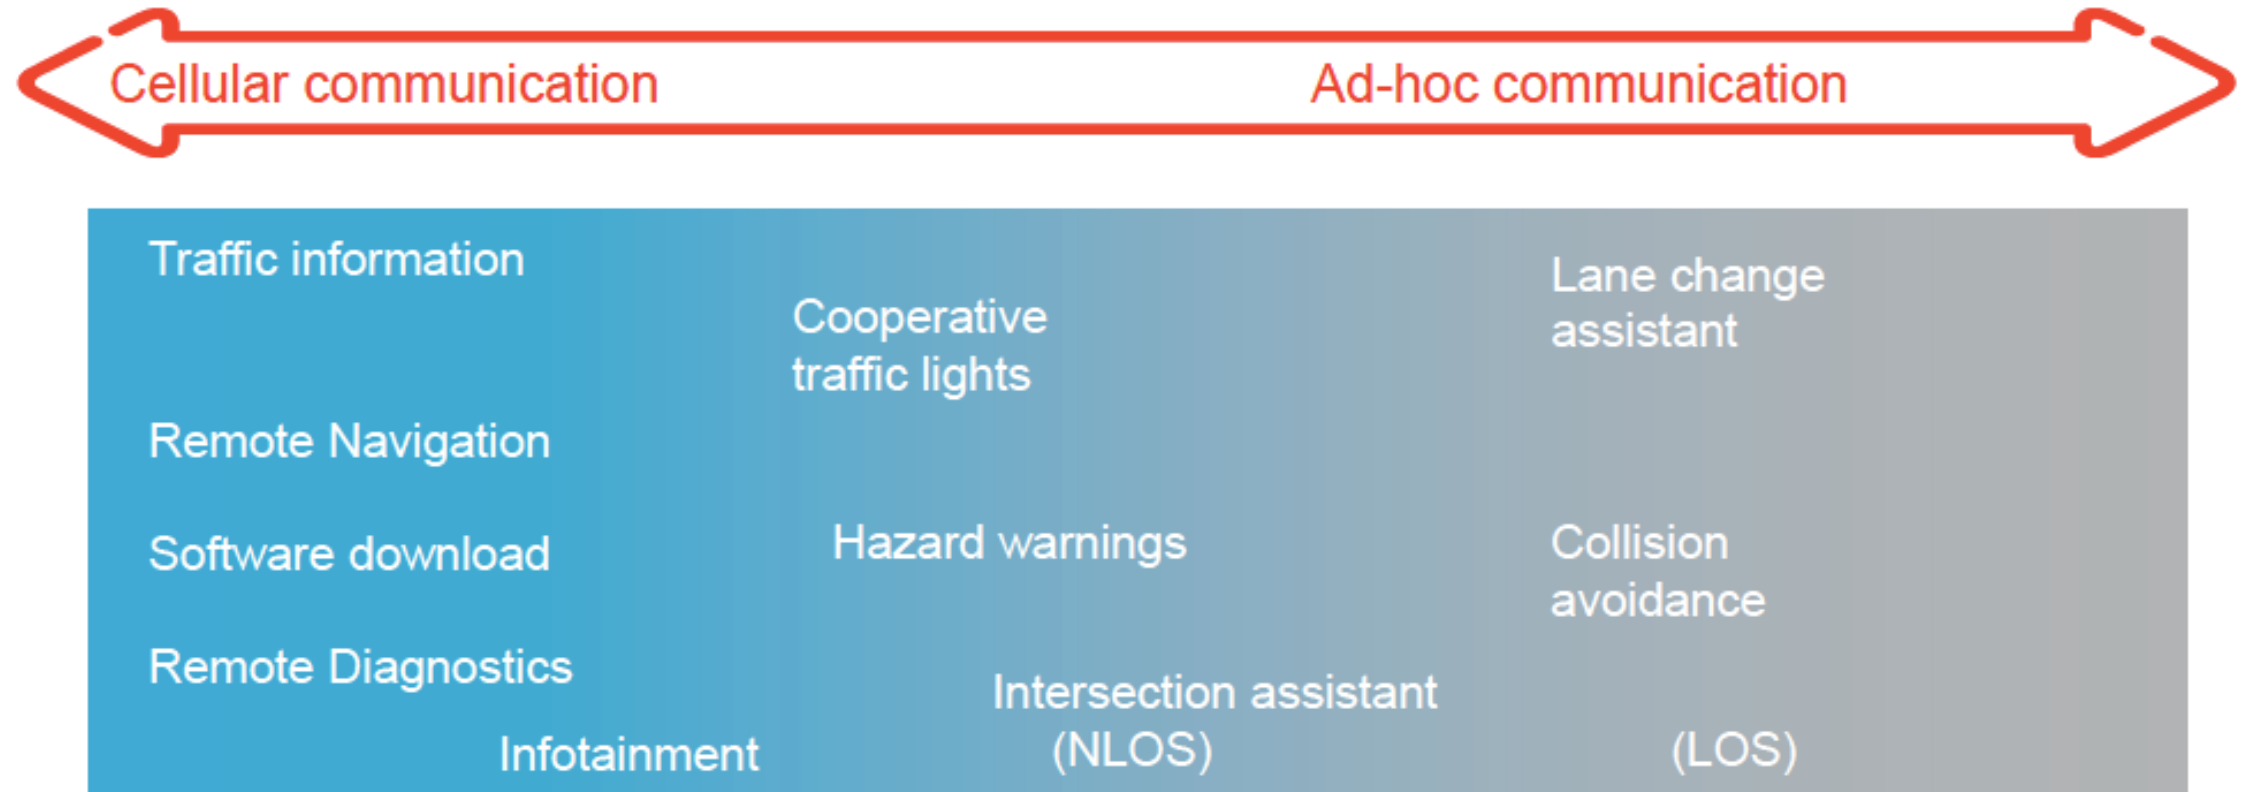 Cellular communication
Ad-hoc communication
Traffic information
Cooperative
traffic lights
Lane change
assistant
Remote Navigation
Software download
Hazard warnings
Collision
avoidance
Remote Diagnostics
Intersection assistant
(NLOS)
(LOS)
Infotainment